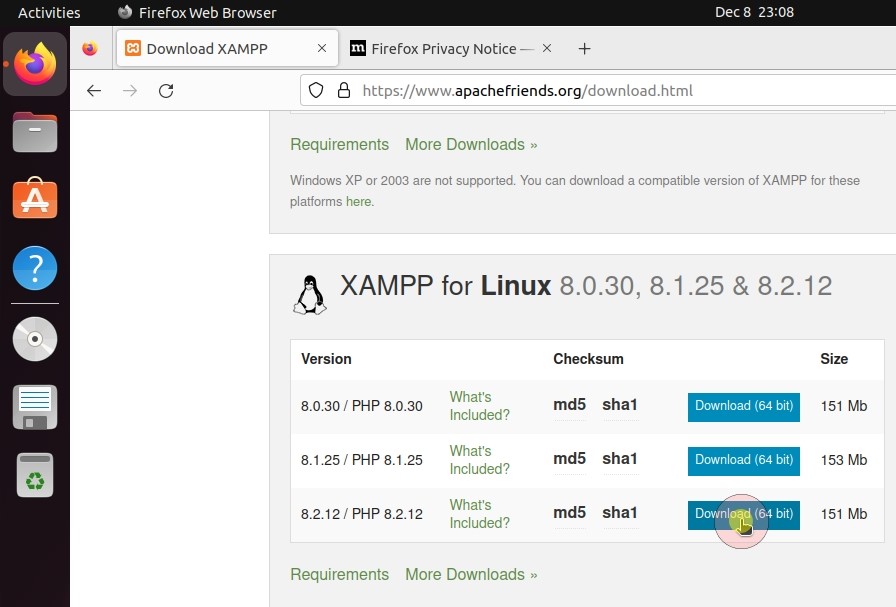 Activities Firefox Web Browser Dec 8 23:08
Download XAMPP Firefox Privacy Notice —
https://www.apachefriends.org/download.html
Requirements More Downloads »
Windows XP or 2003 are not supported. You can download a compatible version of XAMPP for these
platforms here.
XAMPP for Linux 8.0.30, 8.1.25 & 8.2.12
Version Checksum Size
8.0.30 / PHP 8.0.30 What's Included? md5 sha1 Download (64 bit) 151 Mb
8.1.25 / PHP 8.1.25 What's Included? md5 sha1 Download (64 bit) 153 Mb
8.2.12 / PHP 8.2.12 What's Included? md5 sha1 Download (64 bit) 151 Mb
Requirements More Downloads »